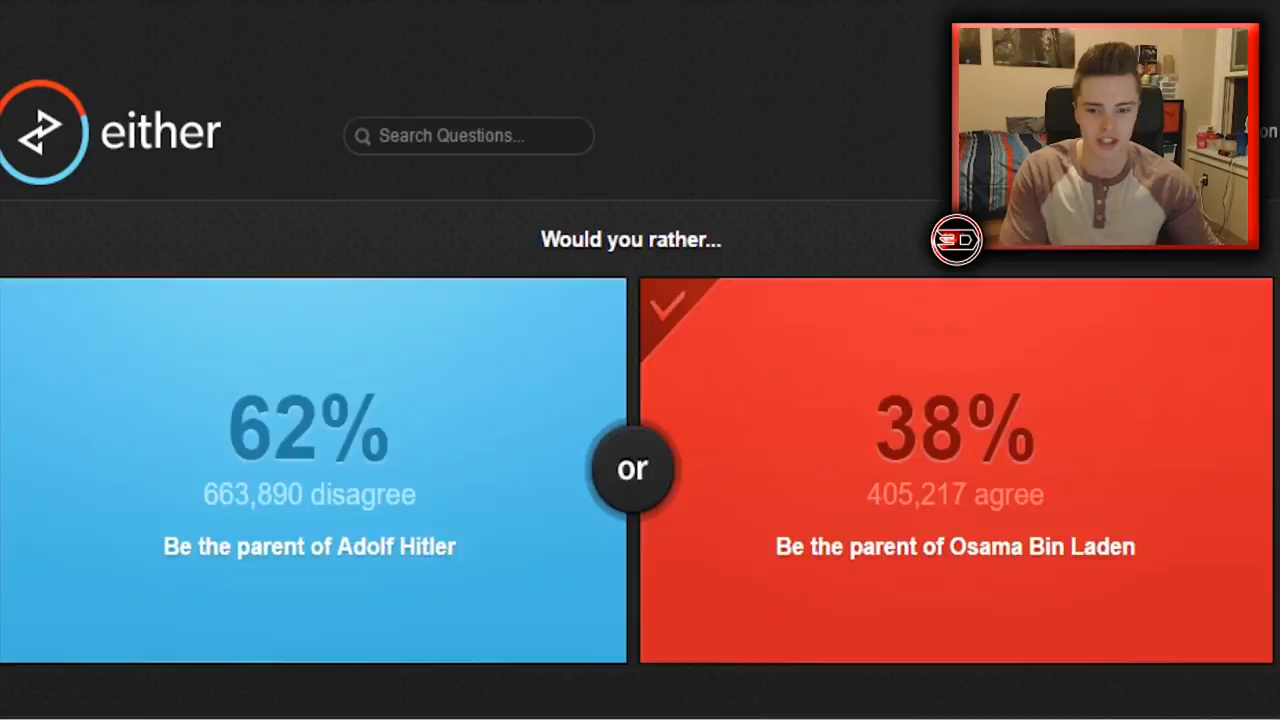 either
Search Questions...
on
Would you rather...
62%
663,890 disagree
Be the parent of Adolf Hitler
or
38%
405,217 agree
Be the parent of Osama Bin Laden